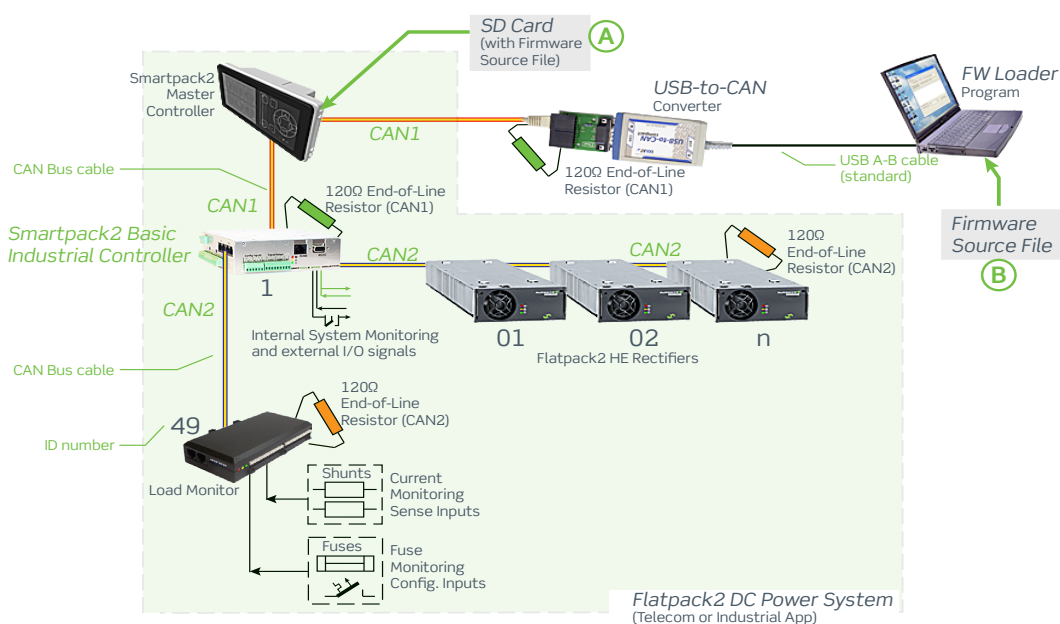 SD Card
(with Firmware
Source File)
A
Smartpack2
Master
Controller
USB-to-CAN
Converter
FW Loader
Program
CAN1
USB-to-CAN
compact
120Ω End-of-Line
Resistor (CAN1)
USB A-B cable
(standard)
CAN Bus cable
CAN1
120Ω End-of-Line
Resistor (CAN1)
Firmware
Source File
B
Smartpack2 Basic
Industrial Controller
1
CAN2
CAN2
120Ω
End-of-Line
Resistor (CAN2)
CAN2
Internal System Monitoring
and external I/O signals
01
02
n
Flatpack2 HE Rectifiers
CAN Bus cable
120Ω
End-of-Line
Resistor (CAN2)
ID number
49
Load Monitor
Shunts
Current
Monitoring
Sense Inputs
Fuses
Fuse
Monitoring
Config. Inputs
Flatpack2 DC Power System
(Telecom or Industrial App)